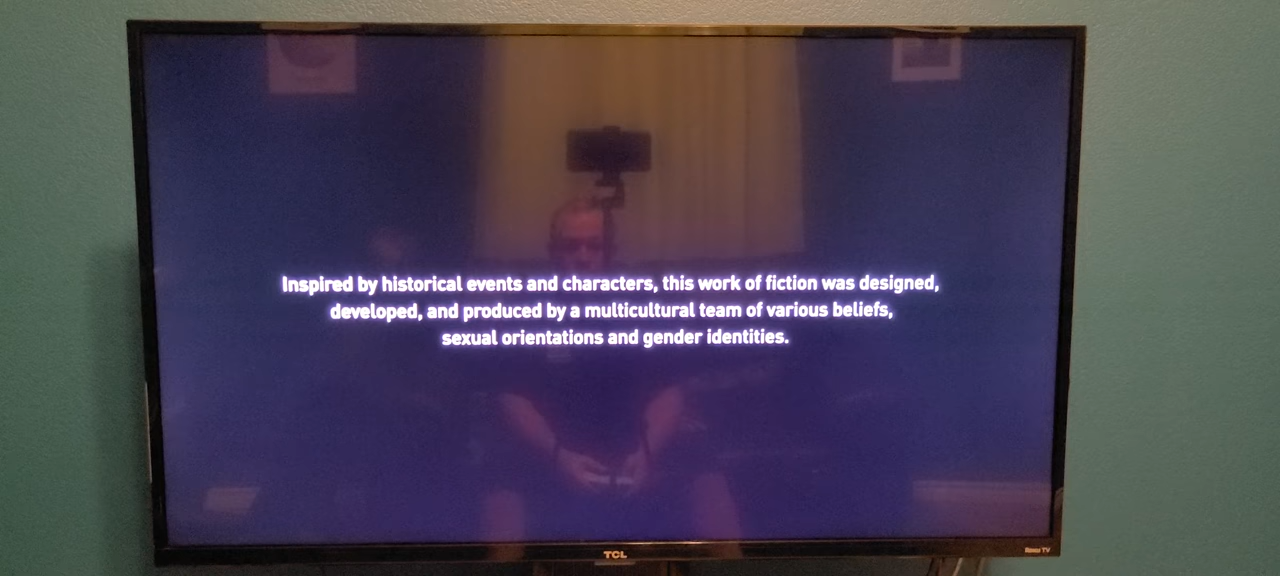 Inspired by historical events and characters, this work of fiction was designed,
developed, and produced by a multicultural team of various beliefs,
sexual orientations and gender identities.
TCL
Roku TV